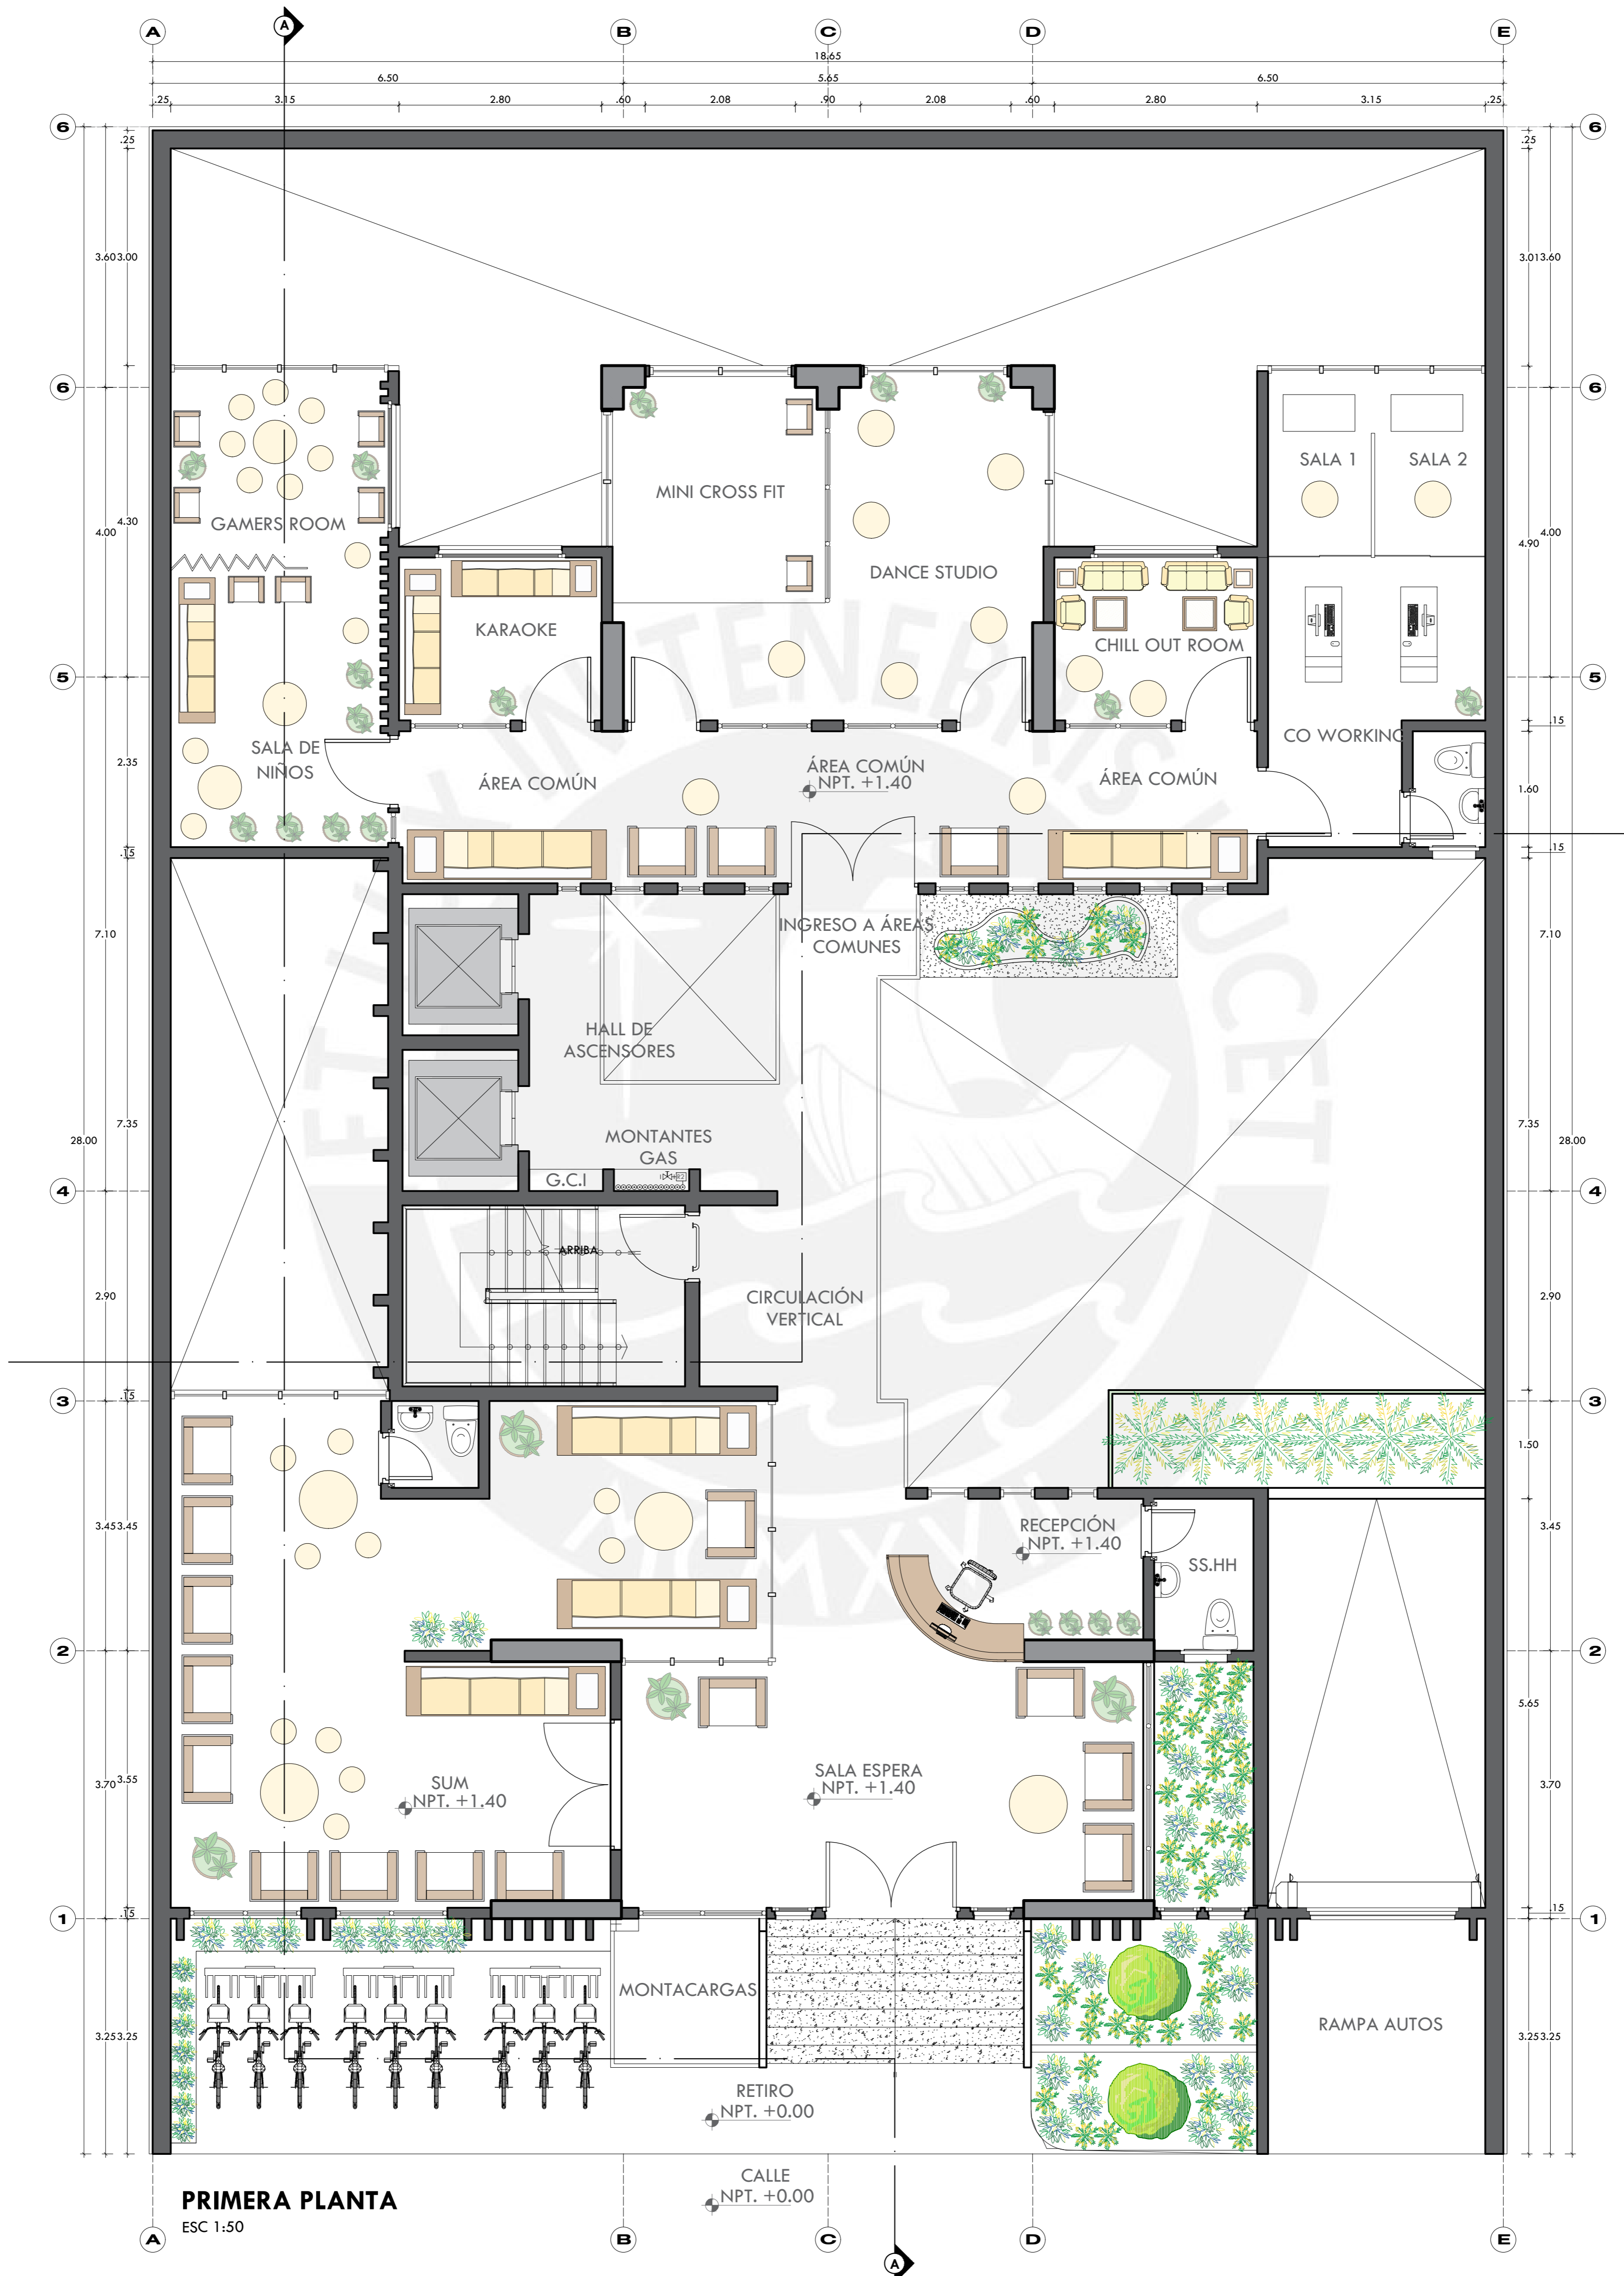 A
A
B
C
D
E
18.65
6.50
5.65
6.50
.25
3.15
2.80
.60
2.08
.90
2.08
.60
2.80
3.15
.25
6
6
.25
.25
3.60
3.00
3.01
3.60
6
6
SALA 1
SALA 2
MINI CROSS FIT
GAMERS ROOM
4.00
4.30
4.90
4.00
DANCE STUDIO
KARAOKE
CHILL OUT ROOM
5
5
.15
CO WORKING
SALA DE
NIÑOS
2.35
ÁREA COMÚN
ÁREA COMÚN
NPT. +1.40
ÁREA COMÚN
1.60
.15
.15
7.10
INGRESO A ÁREAS
COMUNES
7.10
HALL DE
ASCENSORES
7.35
28.00
MONTANTES
GAS
7.35
28.00
G.C.I
4
4
ARRIBA
2.90
CIRCULACIÓN
VERTICAL
2.90
.15
3
3
1.50
3.45
3.45
RECEPCIÓN
NPT. +1.40
3.45
SS.HH
2
2
5.65
SUM
NPT. +1.40
SALA ESPERA
NPT. +1.40
3.70
3.55
3.70
.15
1
1
.15
MONTACARGAS
3.25
3.25
RAMPA AUTOS
3.25
3.25
RETIRO
NPT. +0.00
CALLE
NPT. +0.00
PRIMERA PLANTA
ESC 1:50
A
B
C
D
E
A
ET LUX IN TENEBRIS LUCET
MCMXVII